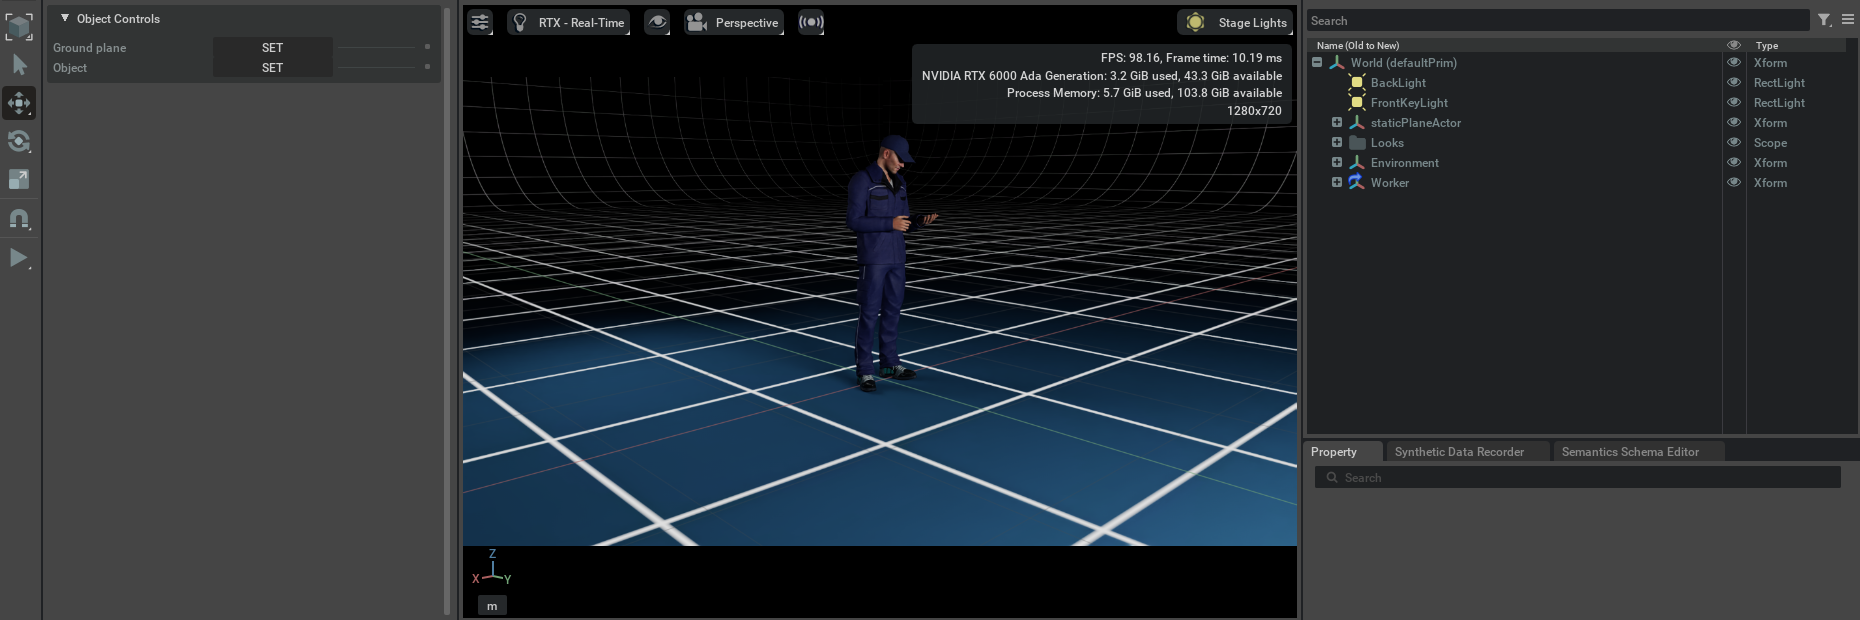 Object Controls
Ground plane SET
Object SET
RTX - Real-Time
Perspective
Stage Lights
FPS: 98.16, Frame time: 10.19 ms
NVIDIA RTX 6000 Ada Generation: 3.2 GiB used, 43.3 GiB available
Process Memory: 5.7 GiB used, 103.8 GiB available
1280x720
Z
X Y
m
Search
Name (Old to New) Type
World (defaultPrim) Xform
BackLight RectLight
FrontKeyLight RectLight
staticPlaneActor Xform
Looks Scope
Environment Xform
Worker Xform
Property Synthetic Data Recorder Semantics Schema Editor
Search